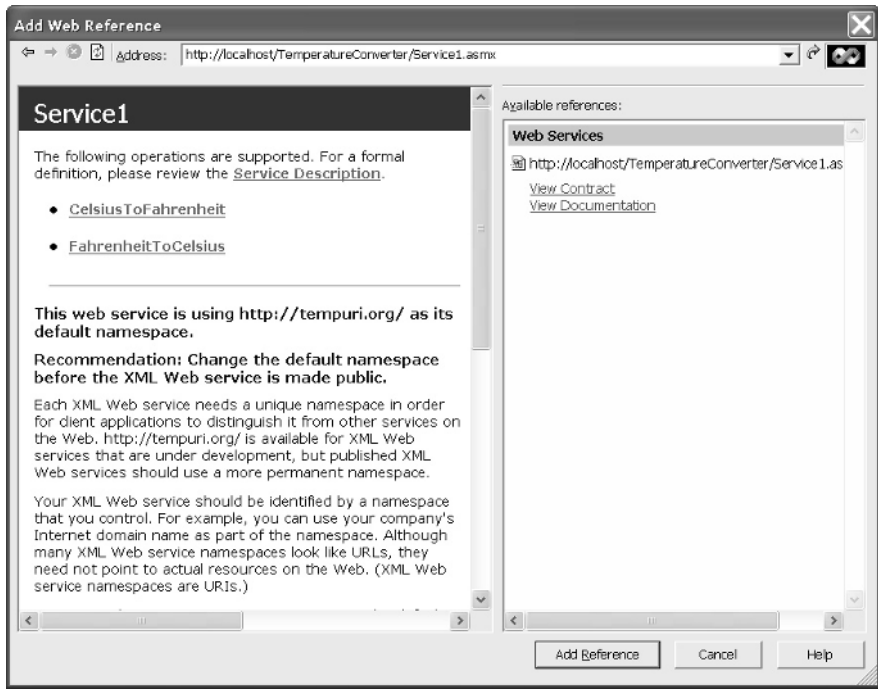 Add Web Reference
Address: http://localhost/TemperatureConverter/Service1.asmx
Service1
The following operations are supported. For a formal
definition, please review the Service Description.
• CelsiusToFahrenheit
• FahrenheitToCelsius
This web service is using http://tempuri.org/ as its
default namespace.
Recommendation: Change the default namespace
before the XML Web service is made public.
Each XML Web service needs a unique namespace in order
for client applications to distinguish it from other services on
the Web. http://tempuri.org/ is available for XML Web
services that are under development, but published XML
Web services should use a more permanent namespace.
Your XML Web service should be identified by a namespace
that you control. For example, you can use your company's
Internet domain name as part of the namespace. Although
many XML Web service namespaces look like URLs, they
need not point to actual resources on the Web. (XML Web
service namespaces are URIs.)
Available references:
Web Services
http://localhost/TemperatureConverter/Service1.as
View Contract
View Documentation
Add Reference
Cancel
Help